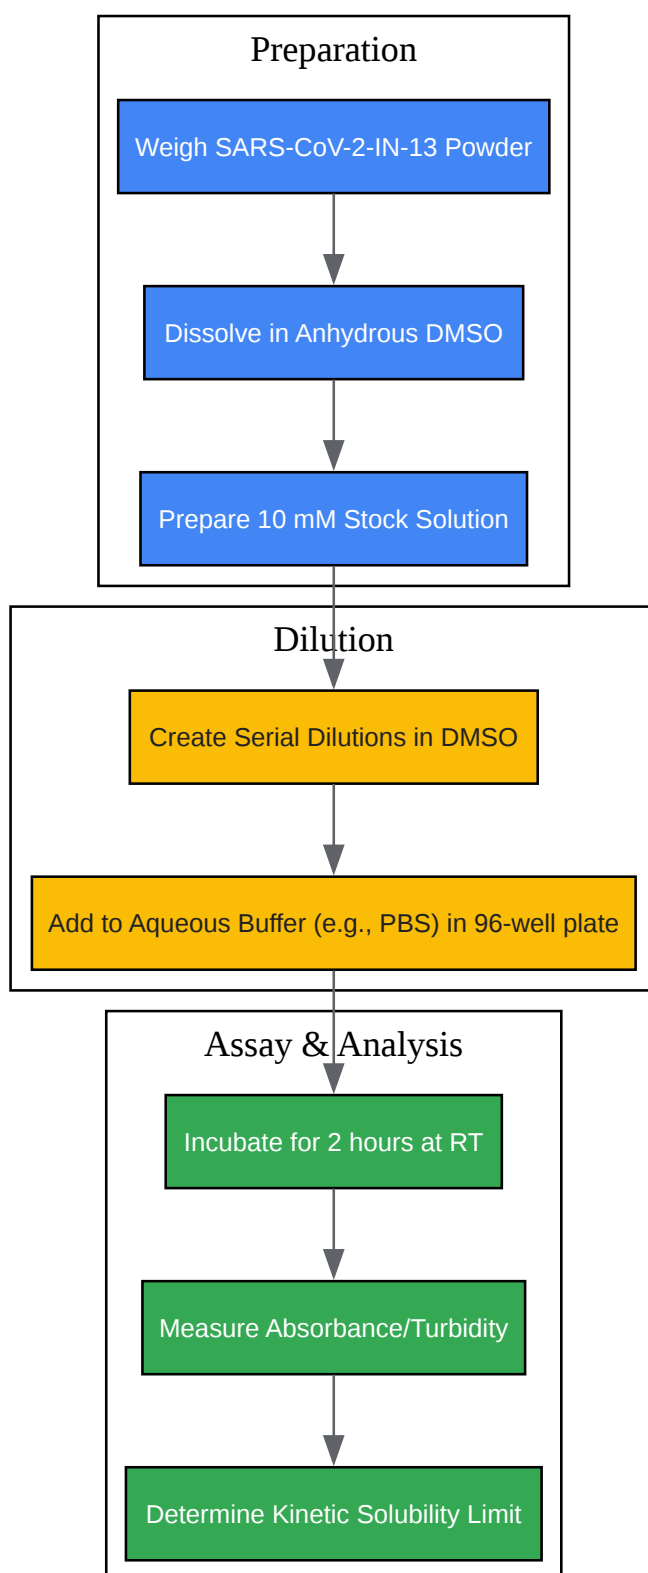 Preparation
Weigh SARS-CoV-2-IN-13 Powder
Dissolve in Anhydrous DMSO
Prepare 10 mM Stock Solution
Dilution
Create Serial Dilutions in DMSO
Add to Aqueous Buffer (e.g., PBS) in 96-well plate
Assay & Analysis
Incubate for 2 hours at RT
Measure Absorbance/Turbidity
Determine Kinetic Solubility Limit